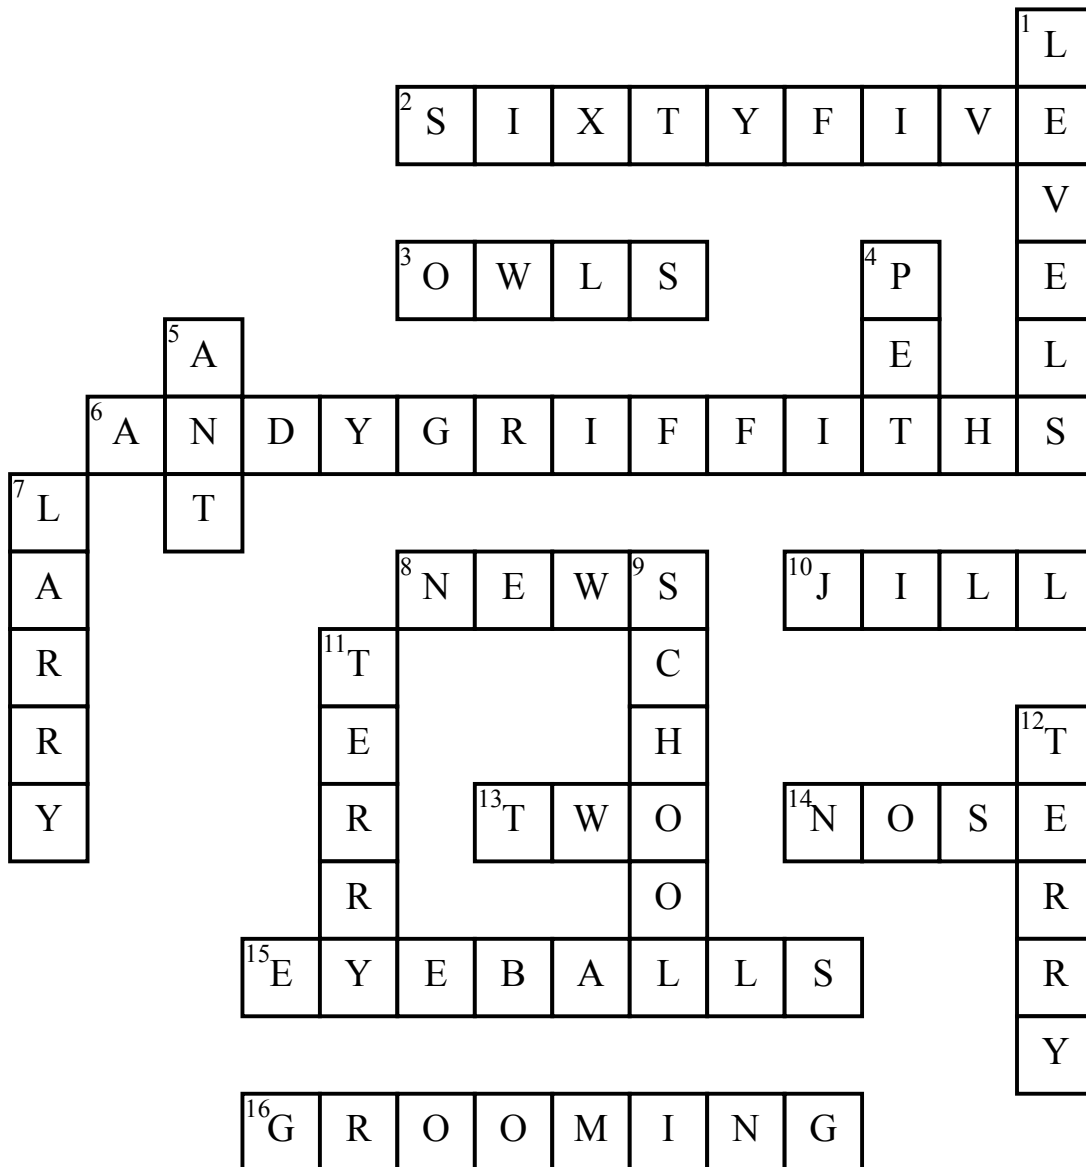 1 L
2 S I X T Y F I V E
V
3 O W L S 4 P E
5 A E L
6 A N D Y G R I F F I T H S
7 L T
A 8 N E W 9 S 10 J I L L
R 11 T C
R E H 12 T
Y R 13 T W O 14 N O S E
R O R
15 E Y E B A L L S R
Y
16 G R O O M I N G